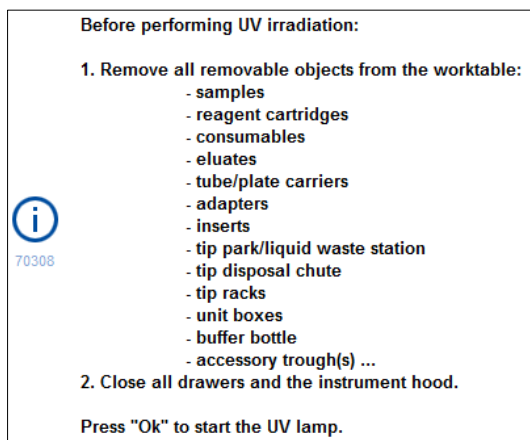 Before performing UV irradiation:
1. Remove all removable objects from the worktable:
- samples
- reagent cartridges
- consumables
- eluates
- tube/plate carriers
- adapters
i
- inserts
- tip park/liquid waste station
70308
- tip disposal chute
- tip racks
- unit boxes
- buffer bottle
- accessory trough(s) ...
2. Close all drawers and the instrument hood.
Press "Ok" to start the UV lamp.